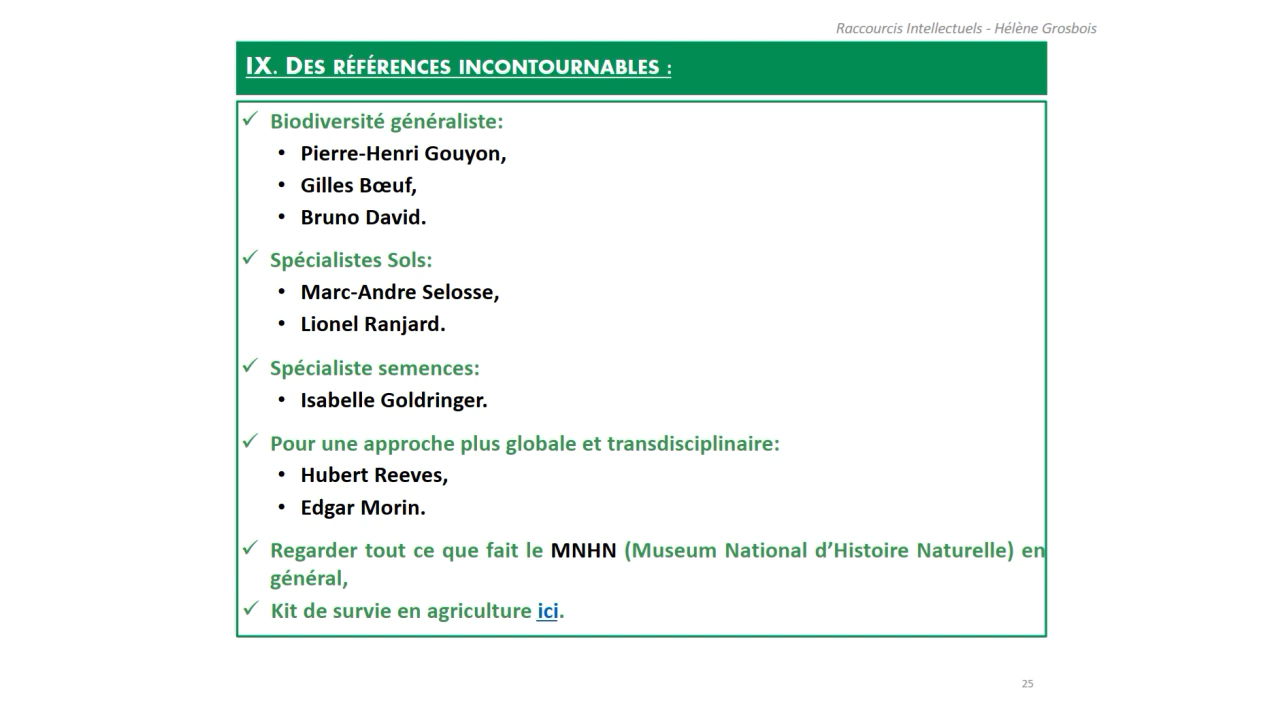 Raccourcis Intellectuels - Hélène Grosbois
IX. DES RÉFÉRENCES INCONTOURNABLES :
✓ Biodiversité généraliste:
• Pierre-Henri Gouyon,
• Gilles Bœuf,
• Bruno David.
✓ Spécialistes Sols:
• Marc-Andre Selosse,
• Lionel Ranjard.
✓ Spécialiste semences:
• Isabelle Goldringer.
✓ Pour une approche plus globale et transdisciplinaire:
• Hubert Reeves,
• Edgar Morin.
✓ Regarder tout ce que fait le MNHN (Museum National d’Histoire Naturelle) en
général,
✓ Kit de survie en agriculture ici.
25